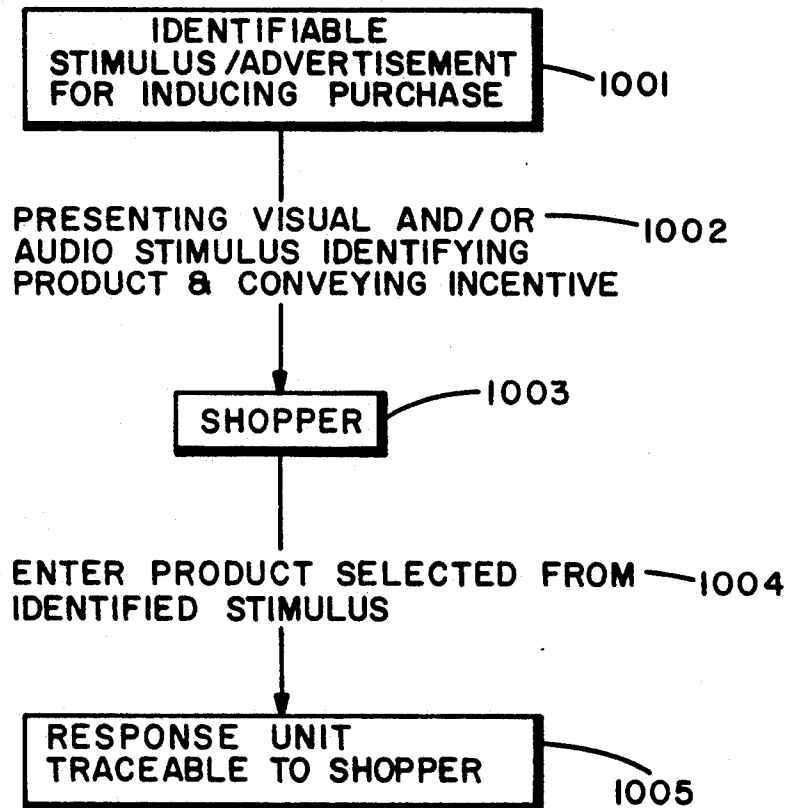 IDENTIFIABLE
STIMULUS/ADVERTISEMENT
FOR INDUCING PURCHASE
1001
PRESENTING VISUAL AND/OR
AUDIO STIMULUS IDENTIFYING
PRODUCT & CONVEYING INCENTIVE
1002
SHOPPER
1003
ENTER PRODUCT SELECTED FROM
IDENTIFIED STIMULUS
1004
RESPONSE UNIT
TRACEABLE TO SHOPPER
1005